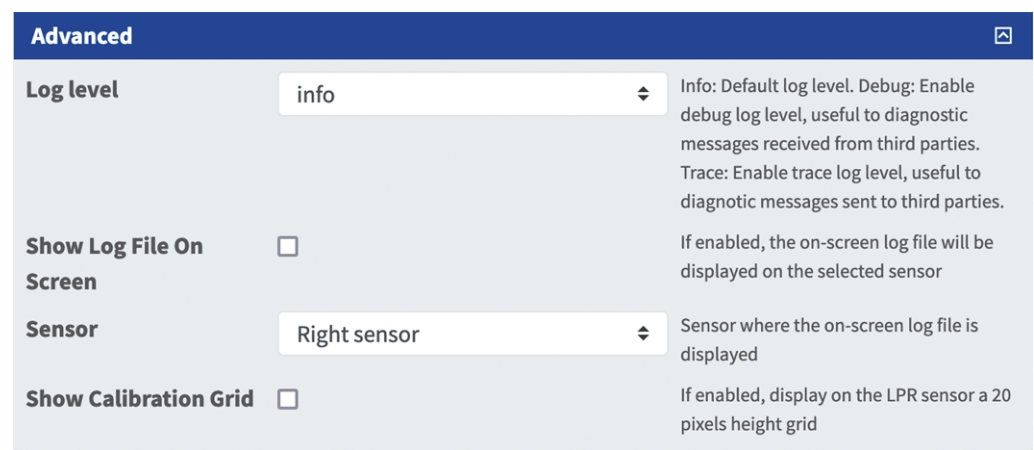 Advanced
Log level
info
Info: Default log level. Debug: Enable
debug log level, useful to diagnostic
messages received from third parties.
Trace: Enable trace log level, useful to
diagnotic messages sent to third parties.
Show Log File On
Screen
If enabled, the on-screen log file will be
displayed on the selected sensor
Sensor
Right sensor
Sensor where the on-screen log file is
displayed
Show Calibration Grid
If enabled, display on the LPR sensor a 20
pixels height grid